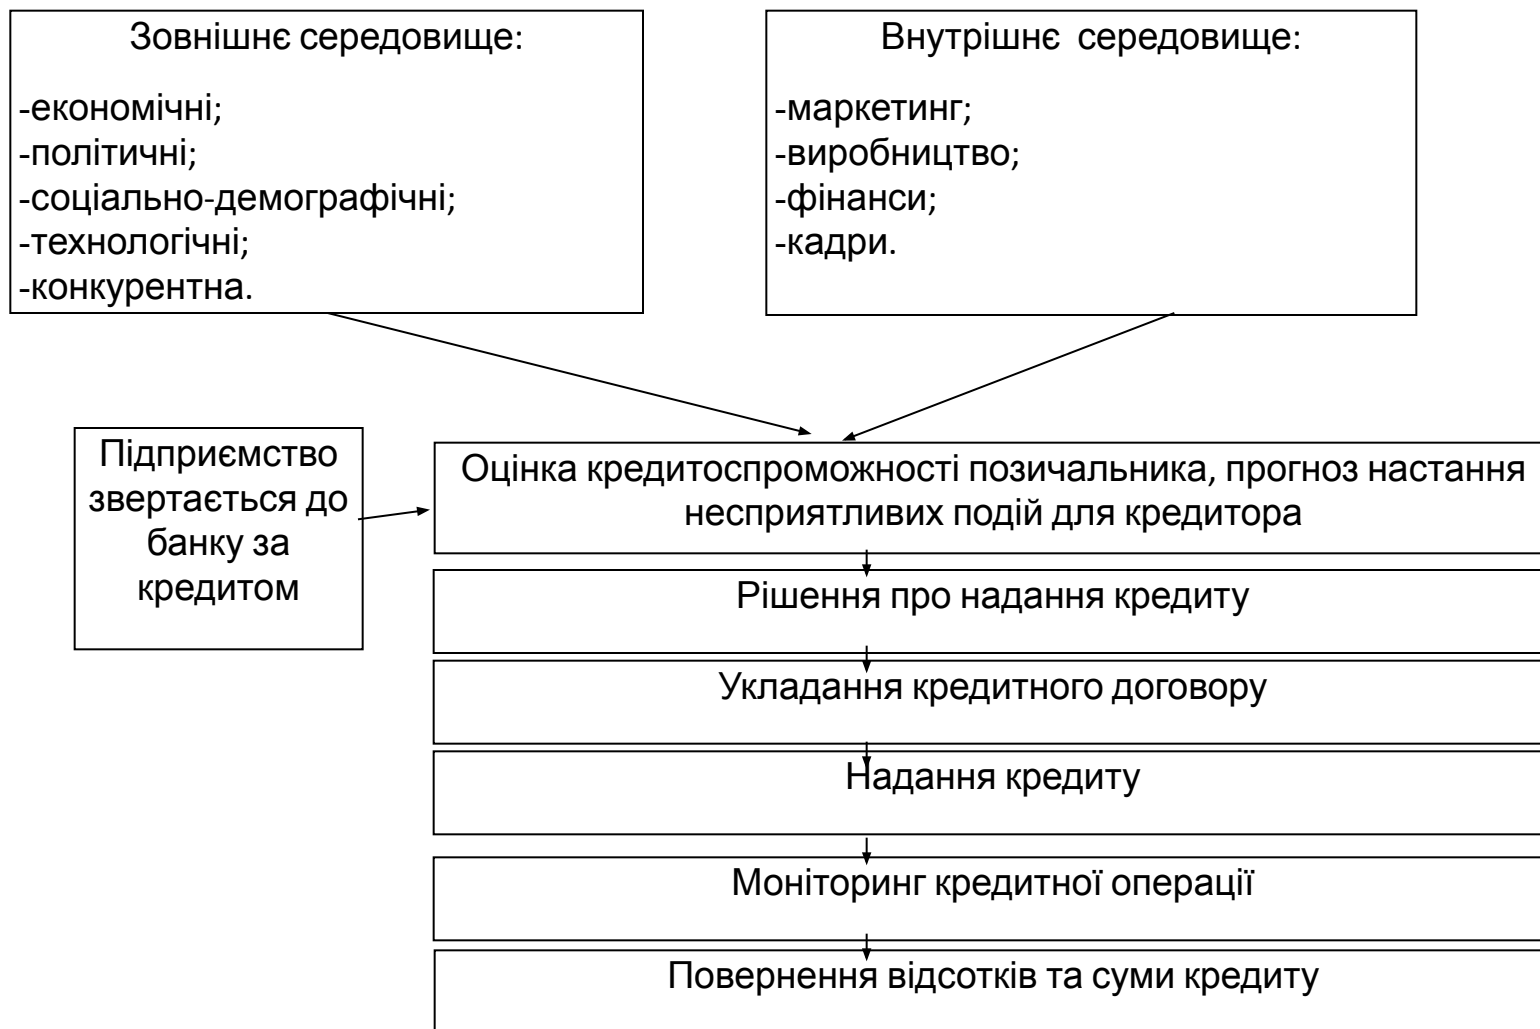 Зовнішнє середовище:
-економічні;
-політичні;
-соціально-демографічні;
-технологічні;
-конкурентна.
Внутрішнє  середовище:
-маркетинг;
-виробництво;
-фінанси;
-кадри.
Підприємство
звертається до
банку за
кредитом
Оцінка кредитоспроможності позичальника, прогноз настання
несприятливих подій для кредитора
Рішення про надання кредиту
Укладання кредитного договору
Надання кредиту
Моніторинг кредитної операції
Повернення відсотків та суми кредиту